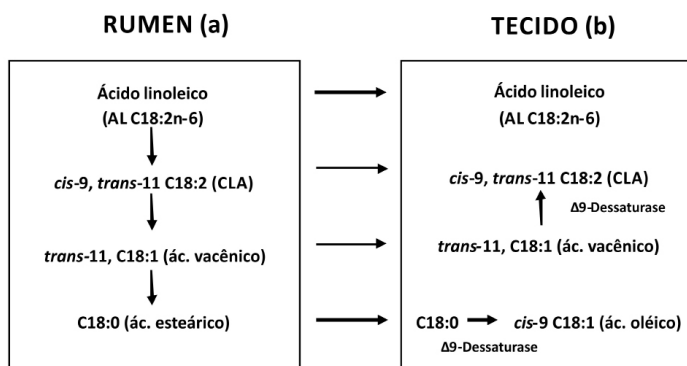 RUMEN (a)
Ácido linoleico
(AL C18:2n-6)
cis-9, trans-11 C18:2 (CLA)
trans-11, C18:1 (ác. vacênico)
C18:0 (ác. esteárico)
TECIDO (b)
Ácido linoleico
(AL C18:2n-6)
cis-9, trans-11 C18:2 (CLA)
Δ9-Dessaturase
trans-11, C18:1 (ác. vacênico)
C18:0
cis-9 C18:1 (ác. oléico)
Δ9-Dessaturase